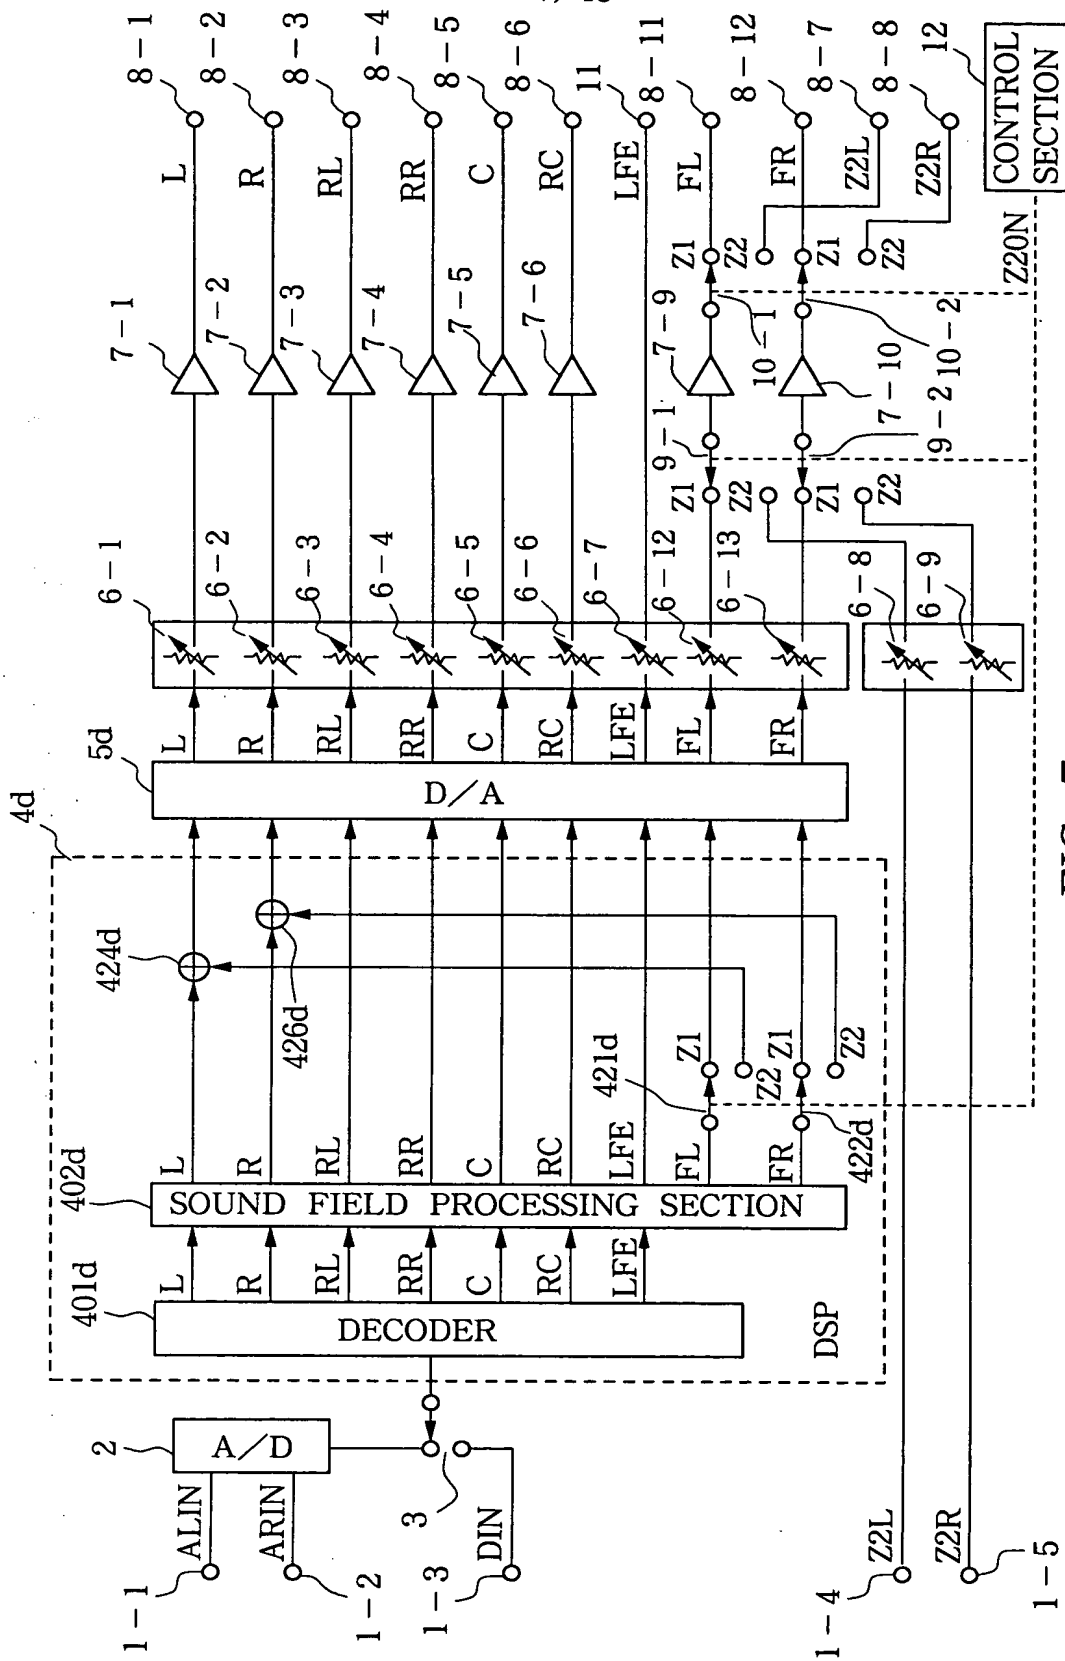 1-1
ALIN
1-2
ARIN
1-3
DIN
1-4
Z2L
1-5
Z2R
2
A/D
3
4d
DSP
401d
DECODER
L
R
RL
RR
C
RC
LFE
402d
SOUND FIELD PROCESSING SECTION
L
R
RL
RR
C
RC
LFE
FL
FR
421d
422d
Z1
Z2
Z1
Z2
424d
426d
5d
D/A
L
R
RL
RR
C
RC
LFE
FL
FR
6-1
6-2
6-3
6-4
6-5
6-6
6-7
6-12
6-13
6-8
6-9
Z1
Z2
Z1
Z2
9-1
9-2
7-1
7-2
7-3
7-4
7-5
7-6
7-9
7-10
10-1
10-2
Z1
Z2
Z1
Z2
Z20N
L
R
RL
RR
C
RC
LFE
FL
FR
Z2L
Z2R
8-1
8-2
8-3
8-4
8-5
8-6
11
8-11
8-12
8-7
8-8
12
CONTROL
SECTION